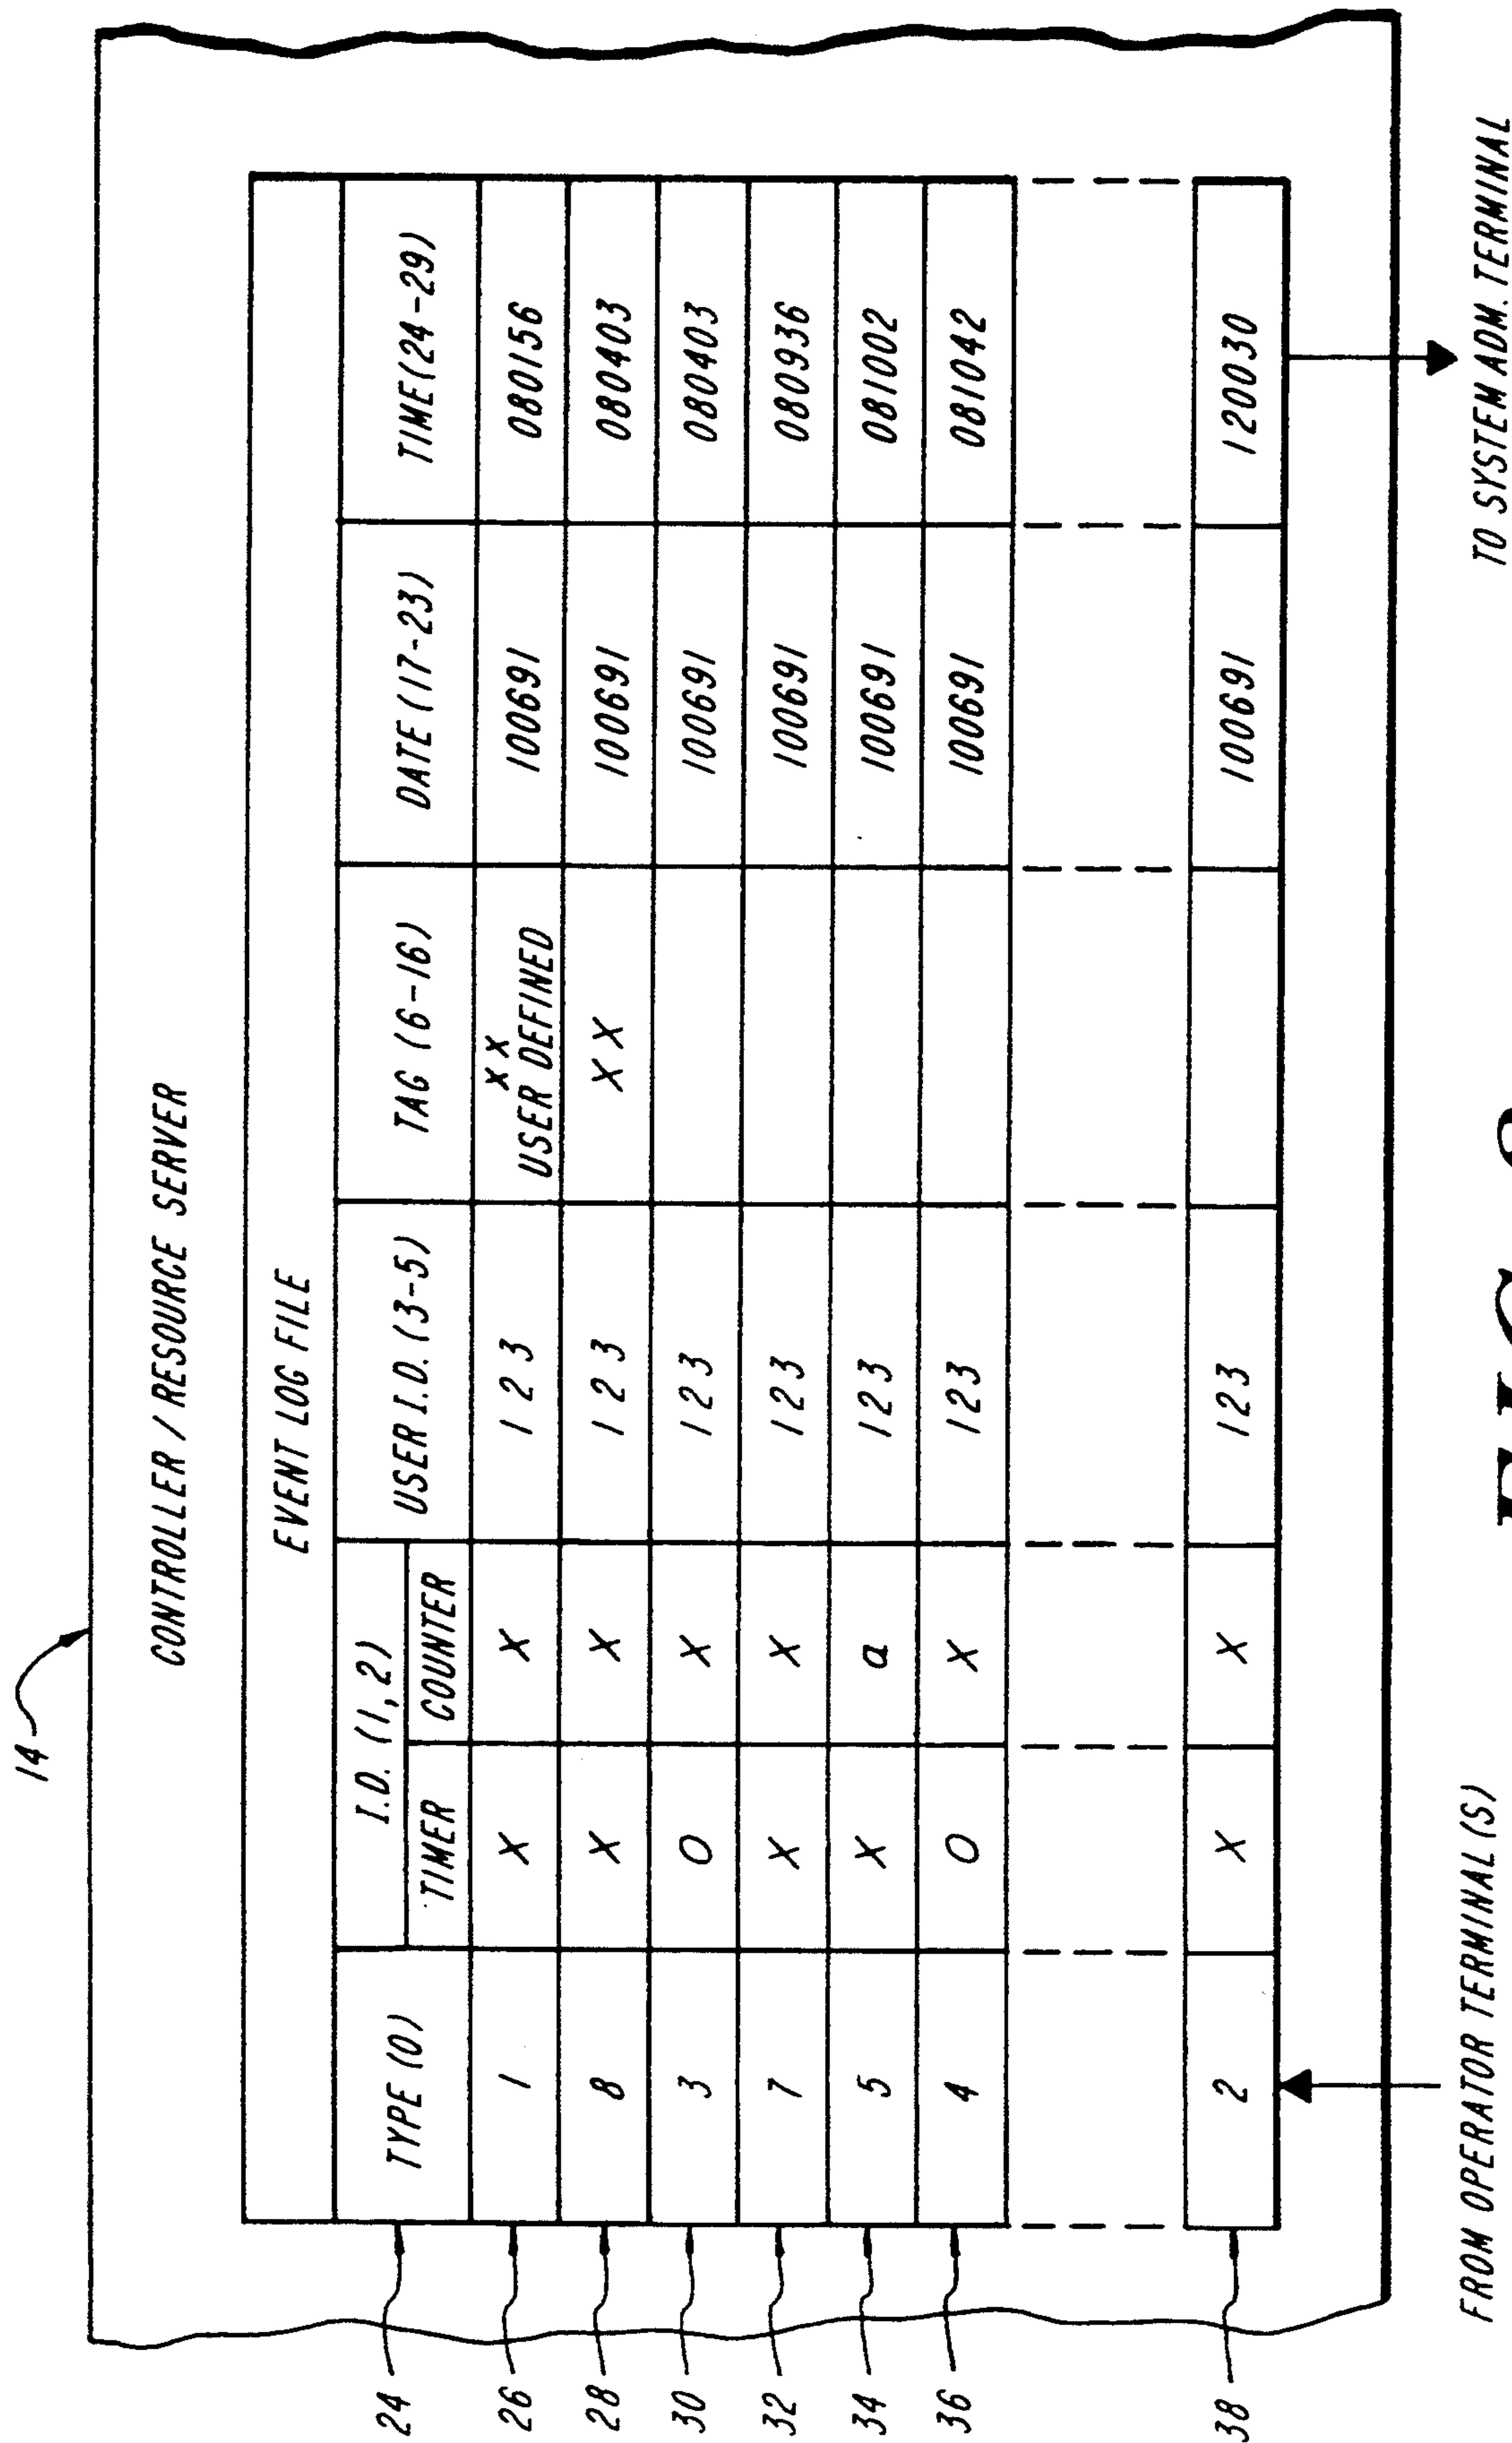 14
CONTROLLER / RESOURCE SERVER
EVENT LOG FILE
24 TYPE (0) I.D. (1,2) TIMER COUNTER USER I.D. (3-5) TAG (6-16) DATE (17-23) TIME (24-29)
26 1 X X 123 XX USER DEFINED 100691 080156
28 8 X X 123 XX 100691 080403
30 3 0 X 123 100691 080403
32 7 X X 123 100691 080936
34 5 X a 123 100691 081002
36 4 0 X 123 100691 081042
38 2 X X 123 100691 120030
FROM OPERATOR TERMINAL (S)
TO SYSTEM ADM. TERMINAL